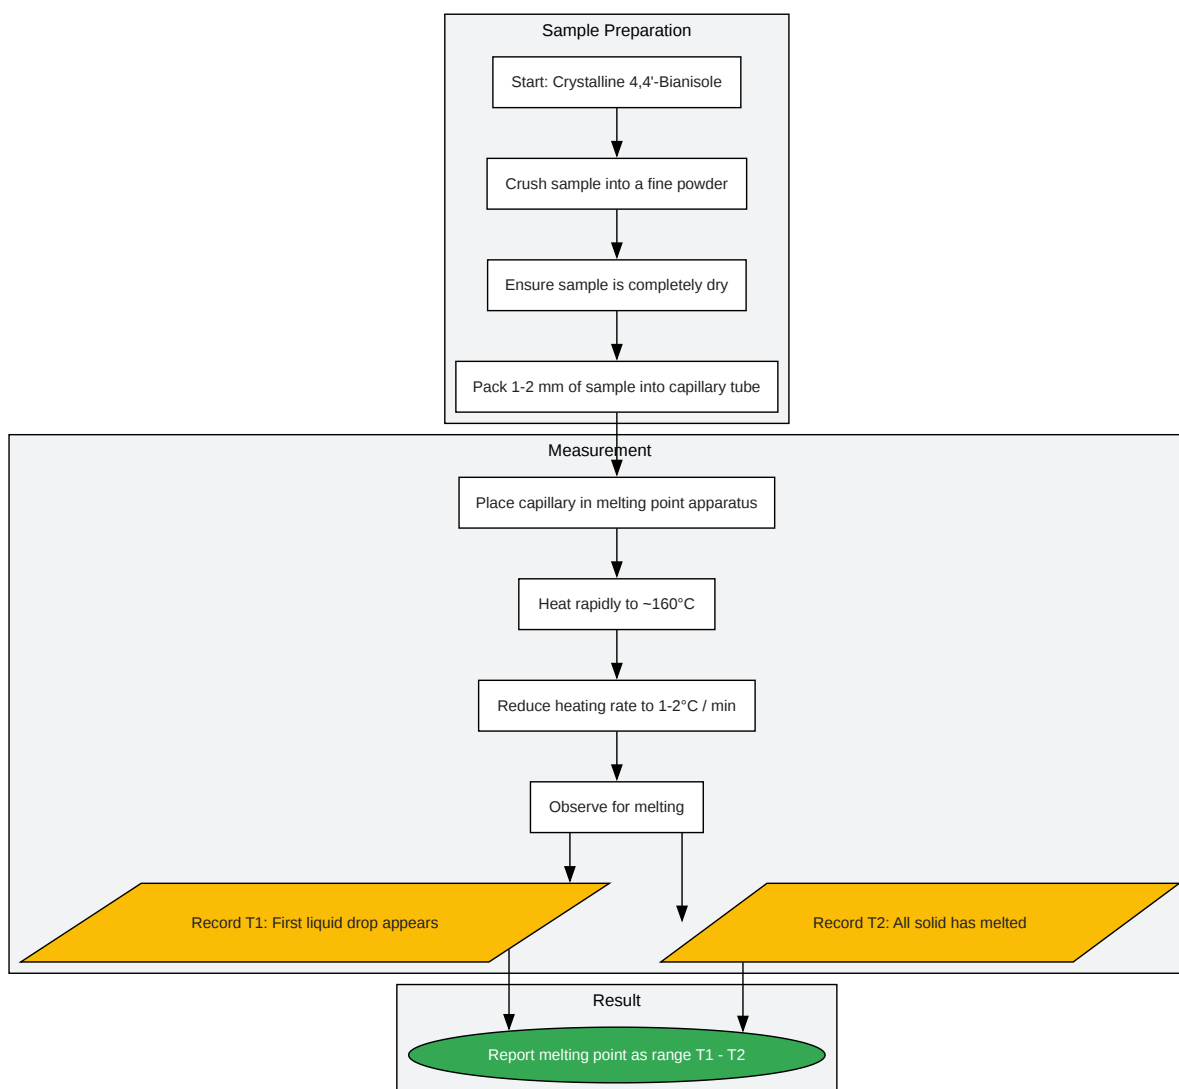 Sample Preparation
Start: Crystalline 4,4'-Bianisole
Crush sample into a fine powder
Ensure sample is completely dry
Pack 1-2 mm of sample into capillary tube
Measurement
Place capillary in melting point apparatus
Heat rapidly to ~160°C
Reduce heating rate to 1-2°C / min
Observe for melting
Record T1: First liquid drop appears
Record T2: All solid has melted
Result
Report melting point as range T1 - T2